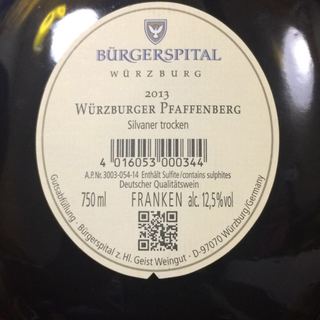 BÜRGERSPITAL
WÜRZBURG
2013
WÜRZBURGER PFAFFENBERG
Silvaner trocken
4 016053 000344
A.P.Nr. 3003-054-14 Enthält Sulfite/contains sulphites
Deutscher Qualitätswein
750 ml FRANKEN alc. 12,5%vol
Gutsabfüllung · Bürgerspital z. Hl. Geist Weingut · D-97070 Würzburg/Germany